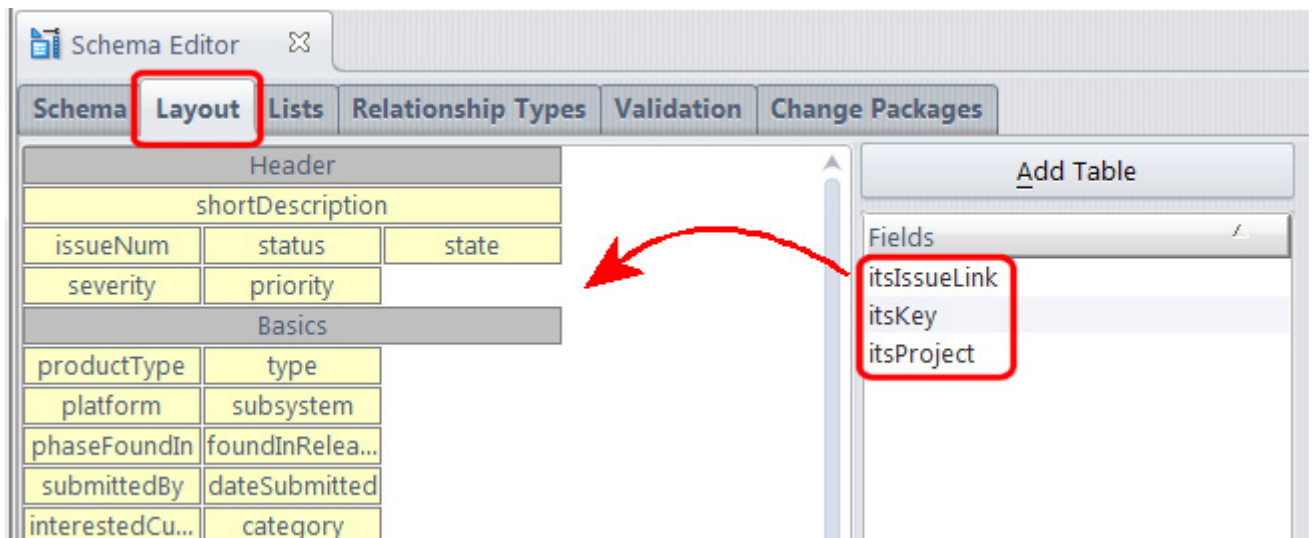 Schema Editor
Schema Layout Lists Relationship Types Validation Change Packages
Header
shortDescription
issueNum status state
severity priority
Basics
productType type
platform subsystem
phaseFoundIn foundInRelea...
submittedBy dateSubmitted
interestedCu... category
Add Table
Fields
itsIssueLink
itsKey
itsProject